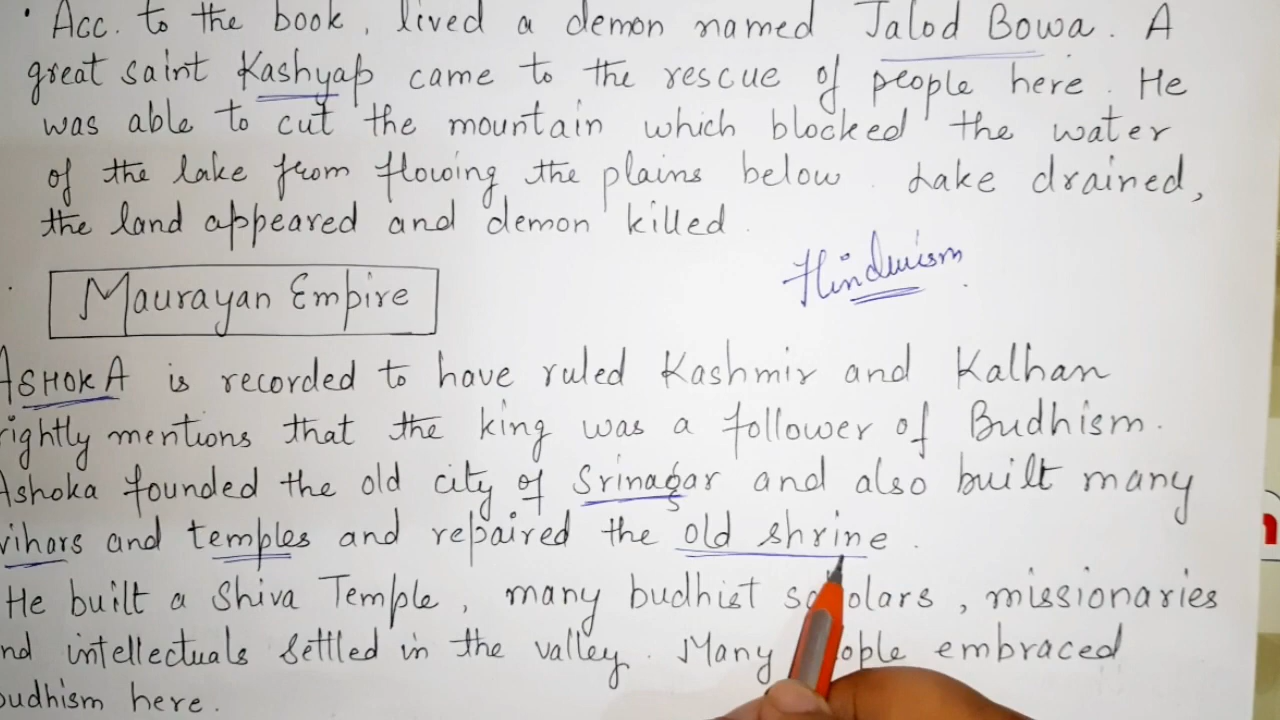 · Acc. to the book, lived a demon named Jalod Bowa. A
great saint Kashyap came to the rescue of people here. He
was able to cut the mountain which blocked the water
of the lake from flowing the plains below. Lake drained,
the land appeared and demon killed.
Hinduism.
Maurayan Empire
ASHOKA is recorded to have ruled Kashmir and Kalhan
rightly mentions that the king was a follower of Budhism.
Ashoka founded the old city of Srinagar and also built many
vihars and temples and repaired the old shrine.
He built a Shiva Temple, many budhist scholars, missionaries
and intellectuals settled in the valley. Many people embraced
budhism here.